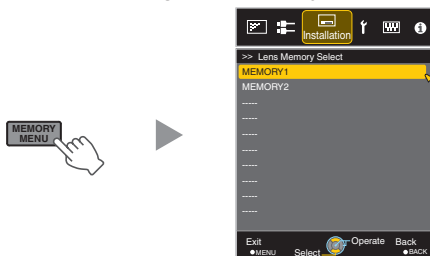 MEMORY
MENU
Installation
>> Lens Memory Select
MEMORY1
MEMORY2
-----
-----
-----
-----
-----
-----
-----
-----
Exit
●MENU
Select
Operate
Back
●BACK